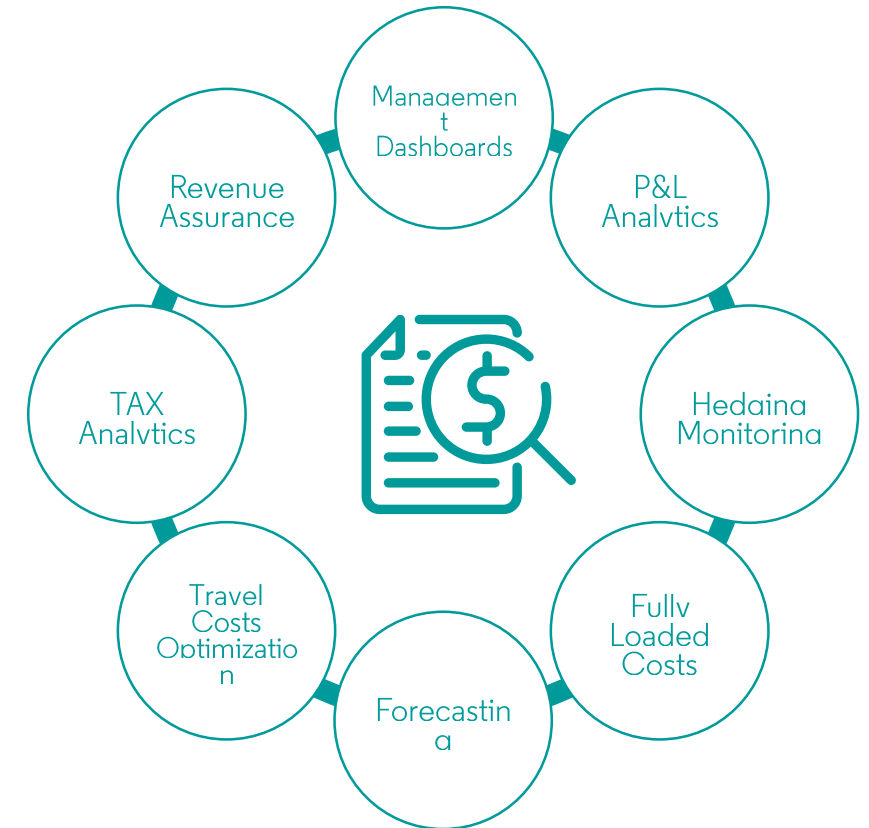 Managemen
t
Dashboards
P&L
Analytics
Hedging
Monitoring
Fully
Loaded
Costs
Forecastin
g
Travel
Costs
Optimizatio
n
TAX
Analytics
Revenue
Assurance
$